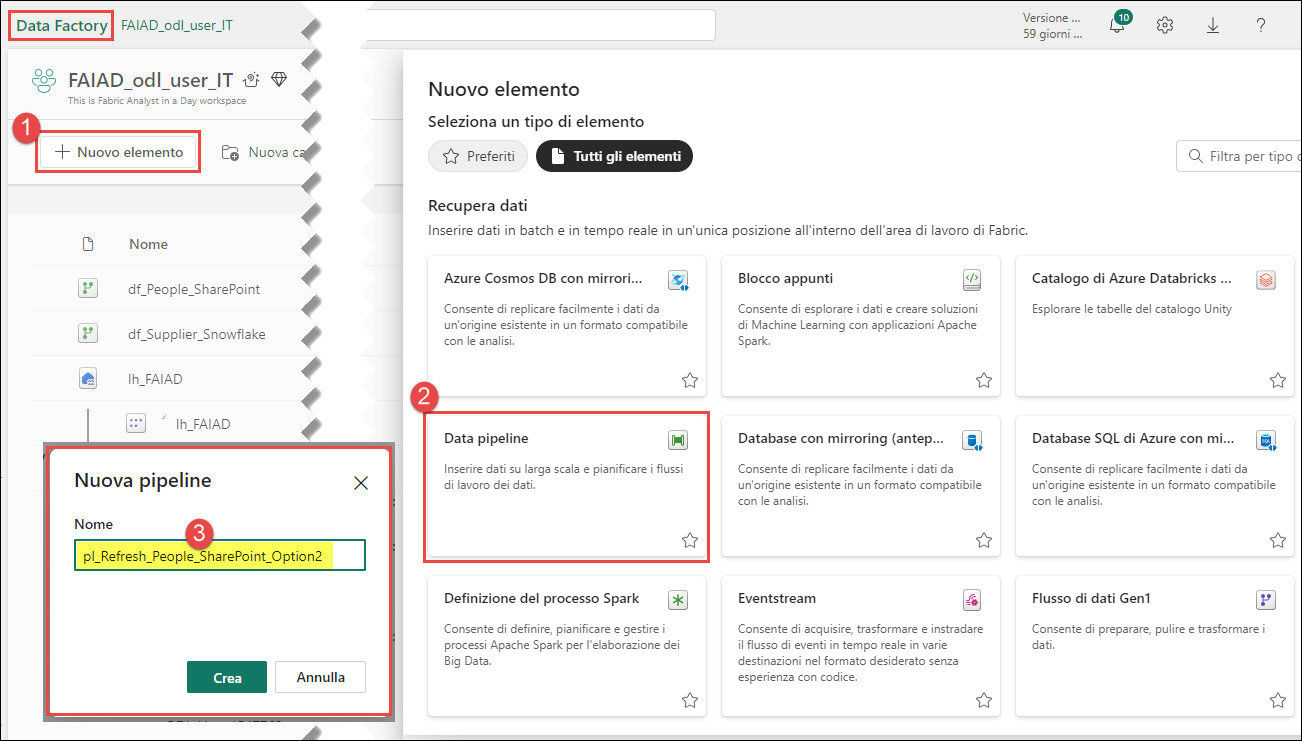 Data Factory FAIAD_odl_user_IT
Versione ...
59 giorni ...
10
?
FAIAD_odl_user_IT
This is Fabric Analyst in a Day workspace
1
+ Nuovo elemento
Nuova ca
Nome
df_People_SharePoint
df_Supplier_Snowflake
lh_FAIAD
lh_FAIAD
Nuova pipeline
Nome
3
pl_Refresh_People_SharePoint_Option2
Crea
Annulla
Nuovo elemento
Seleziona un tipo di elemento
Preferiti
Tutti gli elementi
Filtra per tipo
Recupera dati
Inserire dati in batch e in tempo reale in un'unica posizione all'interno dell'area di lavoro di Fabric.
Azure Cosmos DB con mirrori...
Consente di replicare facilmente i dati da
un'origine esistente in un formato compatibile
con le analisi.
Blocco appunti
Consente di esplorare i dati e creare soluzioni
di Machine Learning con applicazioni Apache
Spark.
Catalogo di Azure Databricks ...
Esplorare le tabelle del catalogo Unity
2
Data pipeline
Inserire dati su larga scala e pianificare i flussi
di lavoro dei dati.
Database con mirroring (antep...
Consente di replicare facilmente i dati da
un'origine esistente in un formato compatibile
con le analisi.
Database SQL di Azure con mi...
Consente di replicare facilmente i dati da
un'origine esistente in un formato compatibile
con le analisi.
Definizione del processo Spark
Consente di definire, pianificare e gestire i
processi Apache Spark per l'elaborazione dei
Big Data.
Eventstream
Consente di acquisire, trasformare e instradare
il flusso di eventi in tempo reale in varie
destinazioni nel formato desiderato senza
esperienza con codice.
Flusso di dati Gen1
Consente di preparare, pulire e trasformare i
dati.